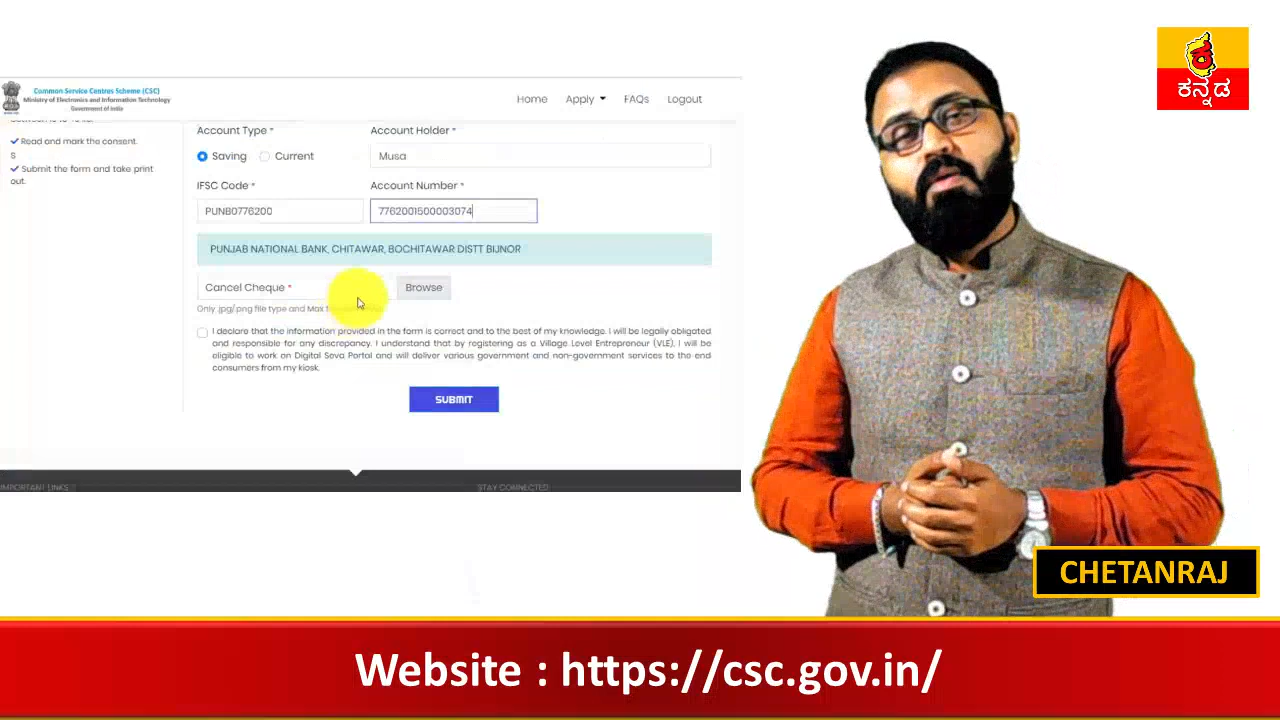 ಕ
ಕನ್ನಡ
Common Service Centres Scheme (CSC)
Ministry of Electronics and Information Technology
Government of India
Home Apply FAQs Logout
Read and mark the consent.
s
Submit the form and take print
out.
Account Type * Account Holder *
Saving Current Musa
IFSC Code * Account Number *
PUNB0776200 7762001500003074
PUNJAB NATIONAL BANK, CHITAWAR, BOCHITAWAR DISTT BIJNOR
Cancel Cheque * Browse
Only .jpg/png file type and Max
I declare that the information provided in the form is correct and to the best of my knowledge. I will be legally obligated
and responsible for any discrepancy. I understand that by registering as a Village Level Entrepreneur (VLE), I will be
eligible to work on Digital Seva Portal and will deliver various government and non-government services to the end
consumers from my kiosk.
SUBMIT
IMPORTANT LINKS STAY CONNECTED
CHETANRAJ
Website : https://csc.gov.in/